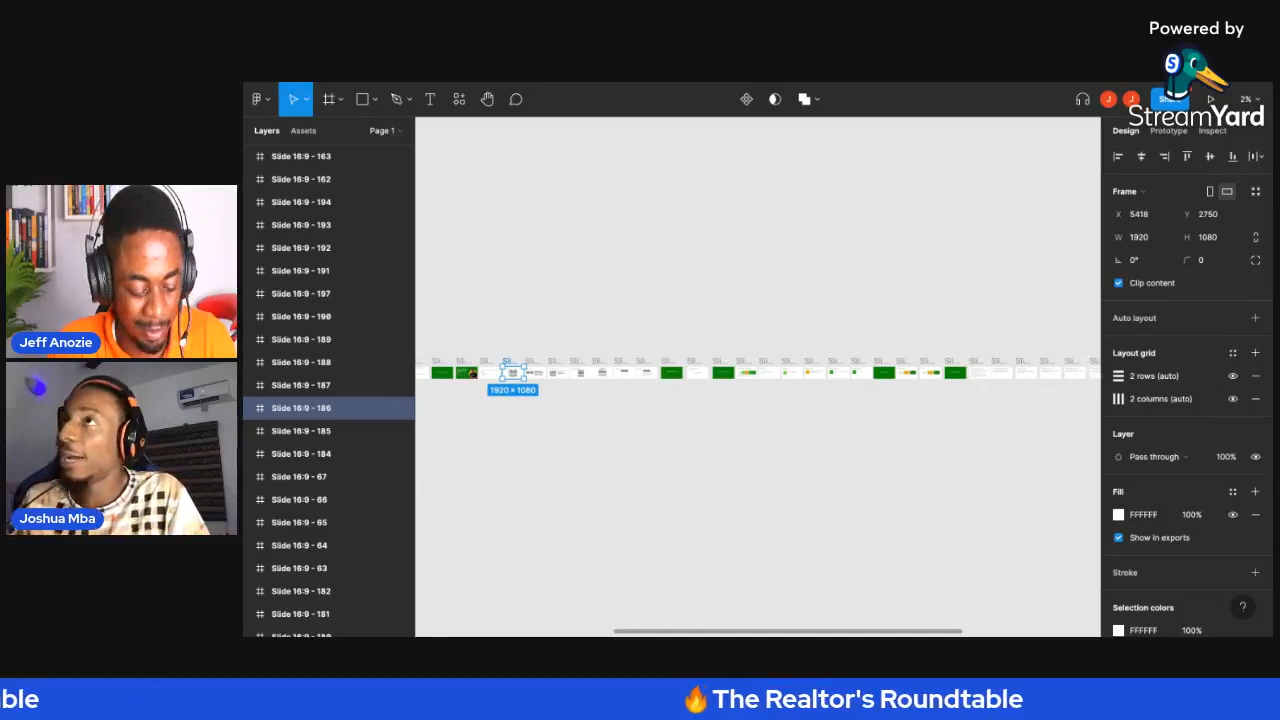 Powered by
StreamYard
Page 1
2%
Layers
Assets
Design
Prototype
Inspect
Slide 16:9 - 163
Slide 16:9 - 162
Slide 16:9 - 194
Slide 16:9 - 193
Slide 16:9 - 192
Slide 16:9 - 191
Slide 16:9 - 197
Slide 16:9 - 190
Slide 16:9 - 189
Slide 16:9 - 188
Slide 16:9 - 187
Slide 16:9 - 186
Slide 16:9 - 185
Slide 16:9 - 184
Slide 16:9 - 67
Slide 16:9 - 66
Slide 16:9 - 65
Slide 16:9 - 64
Slide 16:9 - 63
Slide 16:9 - 182
Slide 16:9 - 181
1920 × 1080
Frame
X 5418 Y 2750
W 1920 H 1080
0° 0
Clip content
Auto layout
Layout grid
2 rows (auto)
2 columns (auto)
Layer
Pass through 100%
Fill
FFFFFF 100%
Show in exports
Stroke
Selection colors
FFFFFF 100%
Jeff Anozie
Joshua Mba
ble
🔥 The Realtor's Roundtable